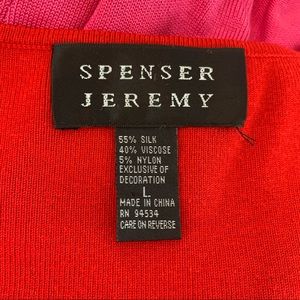 SPENSER
JEREMY
55% SILK
40% VISCOSE
5% NYLON
EXCLUSIVE OF
DECORATION
L
MADE IN CHINA
RN 94534
CARE ON REVERSE